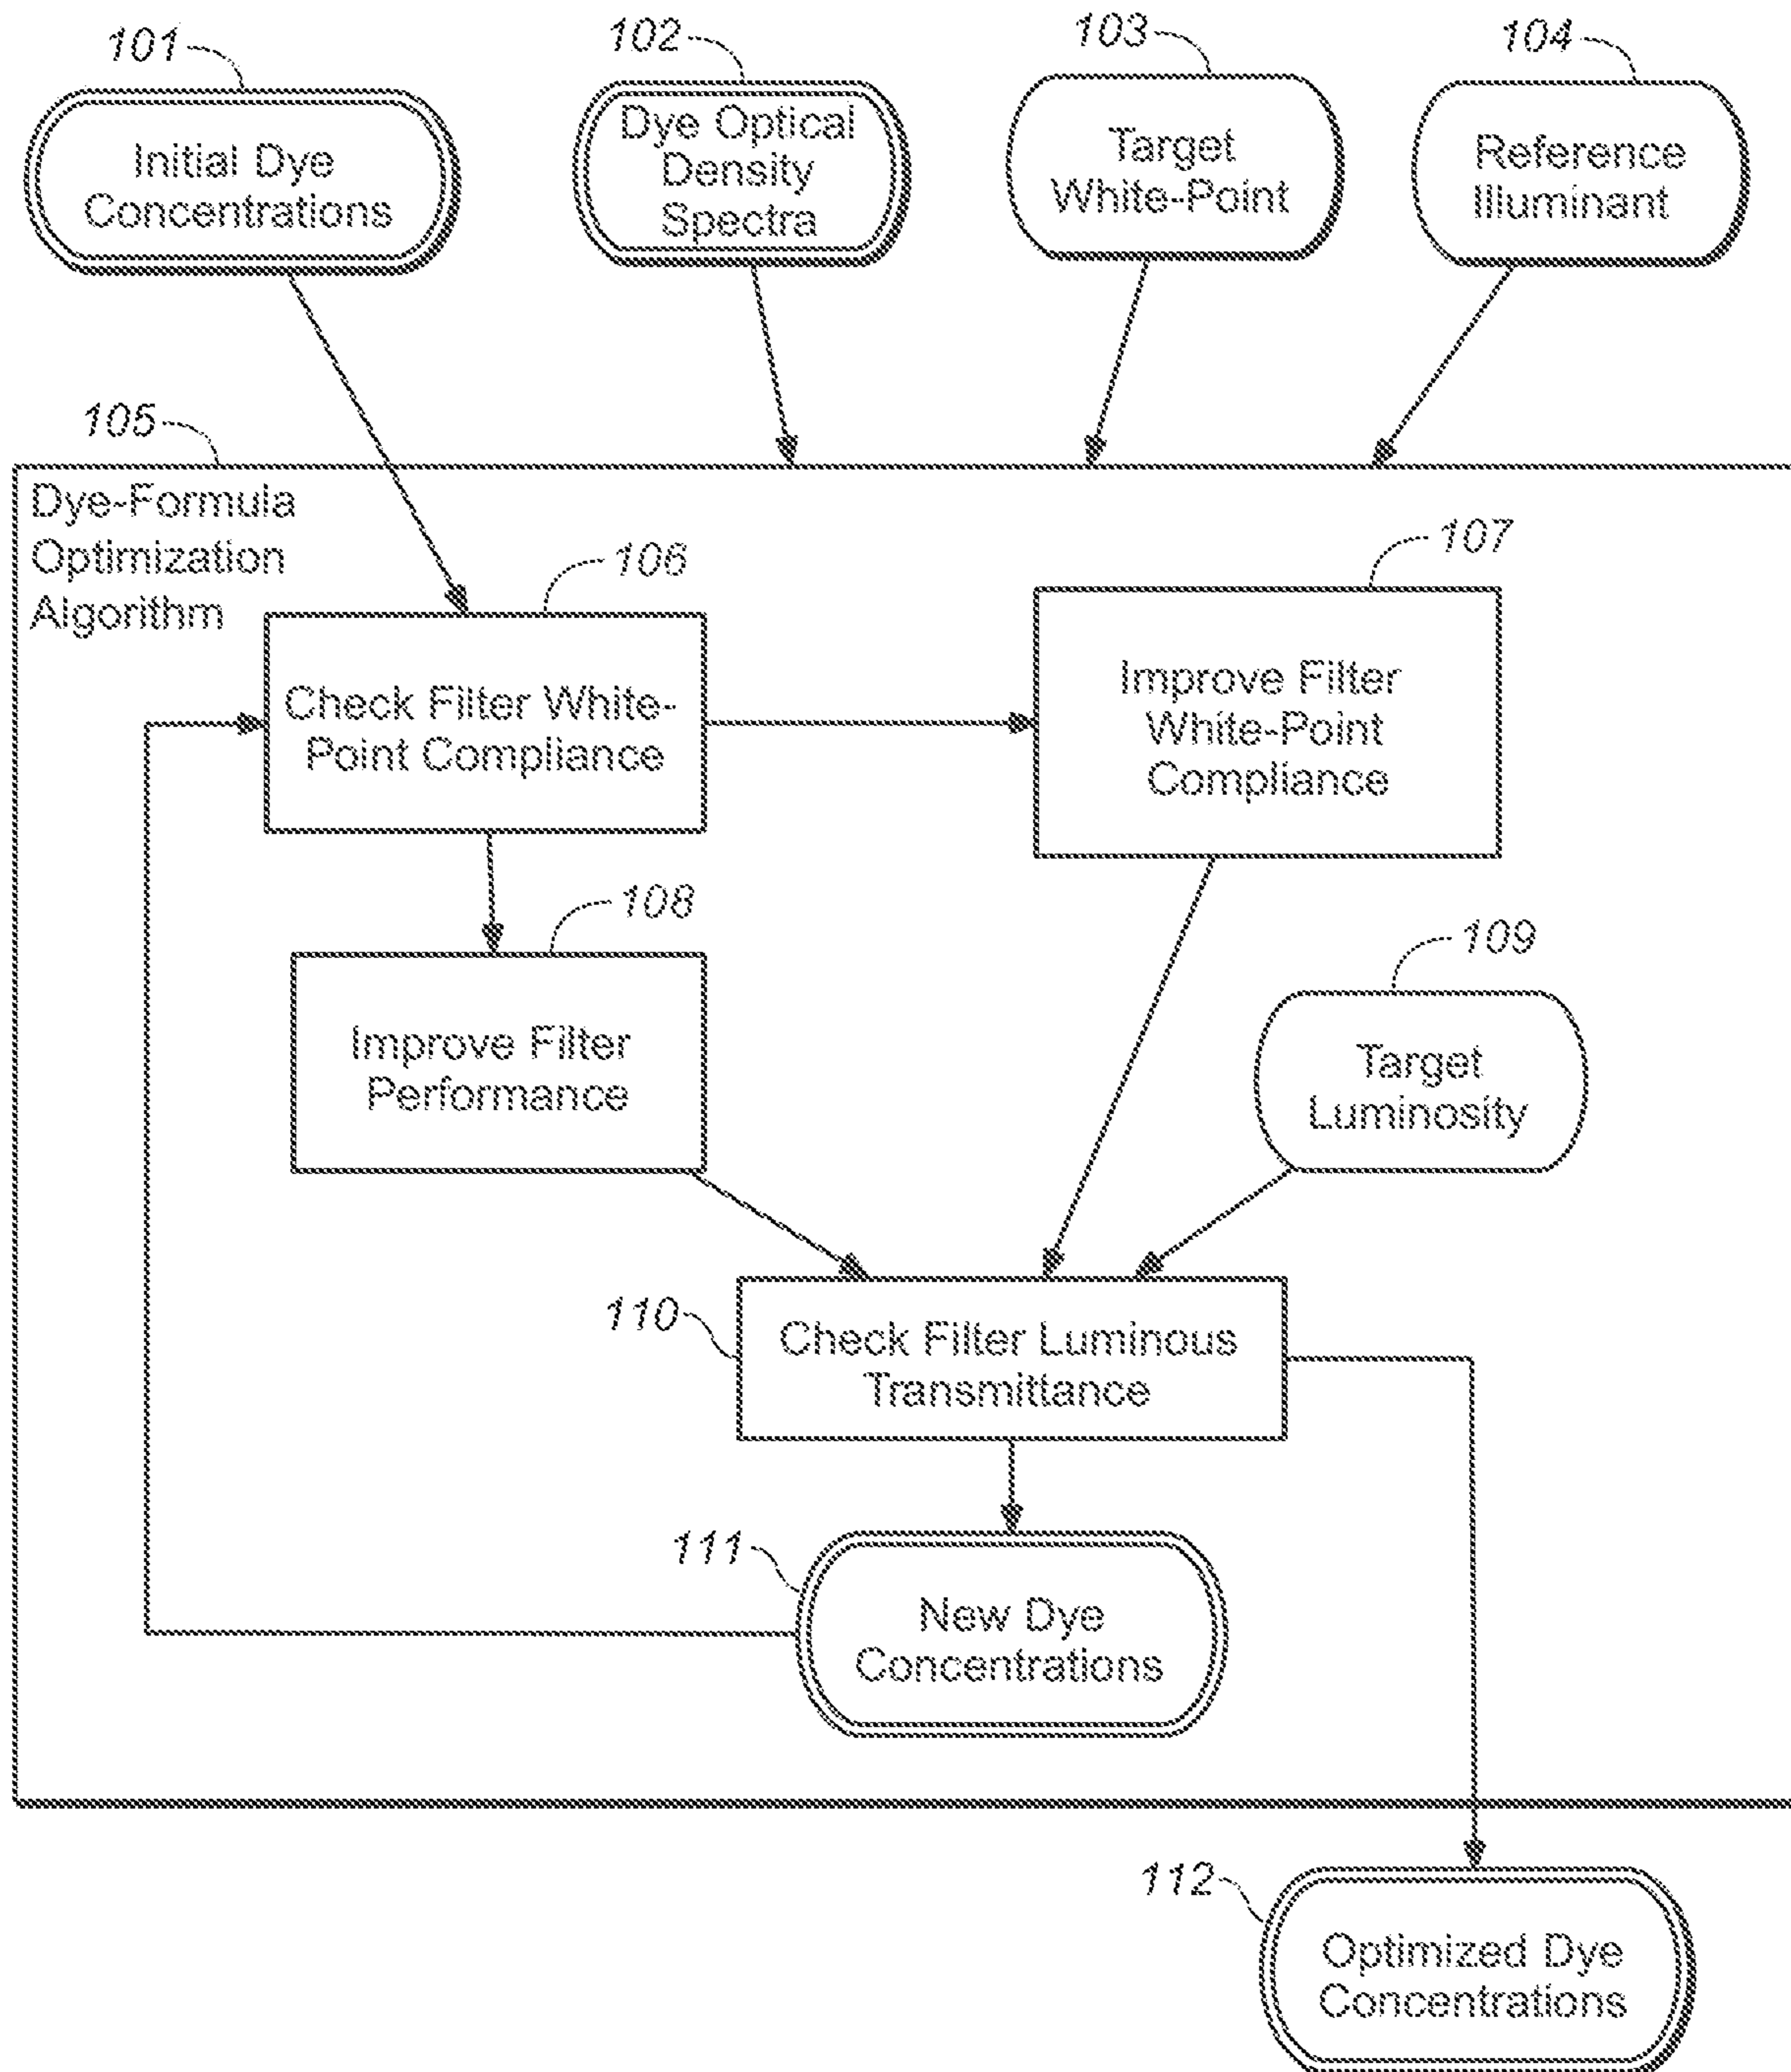 101
102
103
104
Initial Dye
Concentrations
Dye Optical
Density
Spectra
Target
White-Point
Reference
Illuminant
105
Dye-Formula
Optimization
Algorithm
106
107
Check Filter White-
Point Compliance
Improve Filter
White-Point
Compliance
108
109
Improve Filter
Performance
Target
Luminosity
110
Check Filter Luminous
Transmittance
111
New Dye
Concentrations
112
Optimized Dye
Concentrations